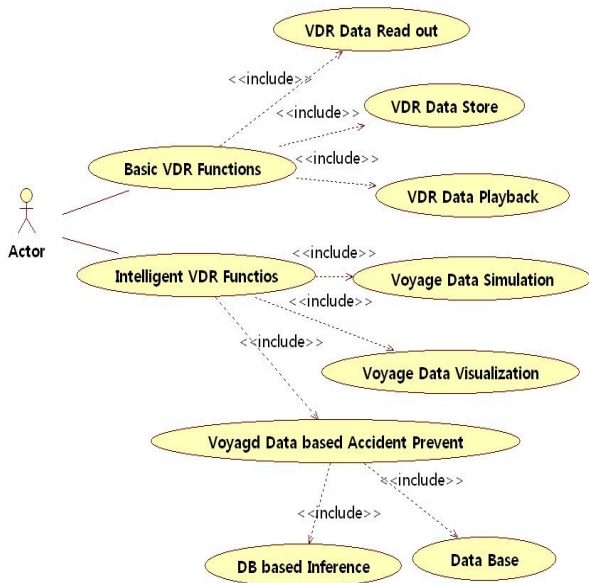 VDR Data Read out
<<include>>
<<include>>
VDR Data Store
<<include>>
Basic VDR Functions
VDR Data Playback
Actor
<<include>>
Intelligent VDR Functios
Voyage Data Simulation
<<include>>
<<include>>
Voyage Data Visualization
Voyagd Data based Accident Prevent
<<include>>
<<include>>
DB based Inference
Data Base